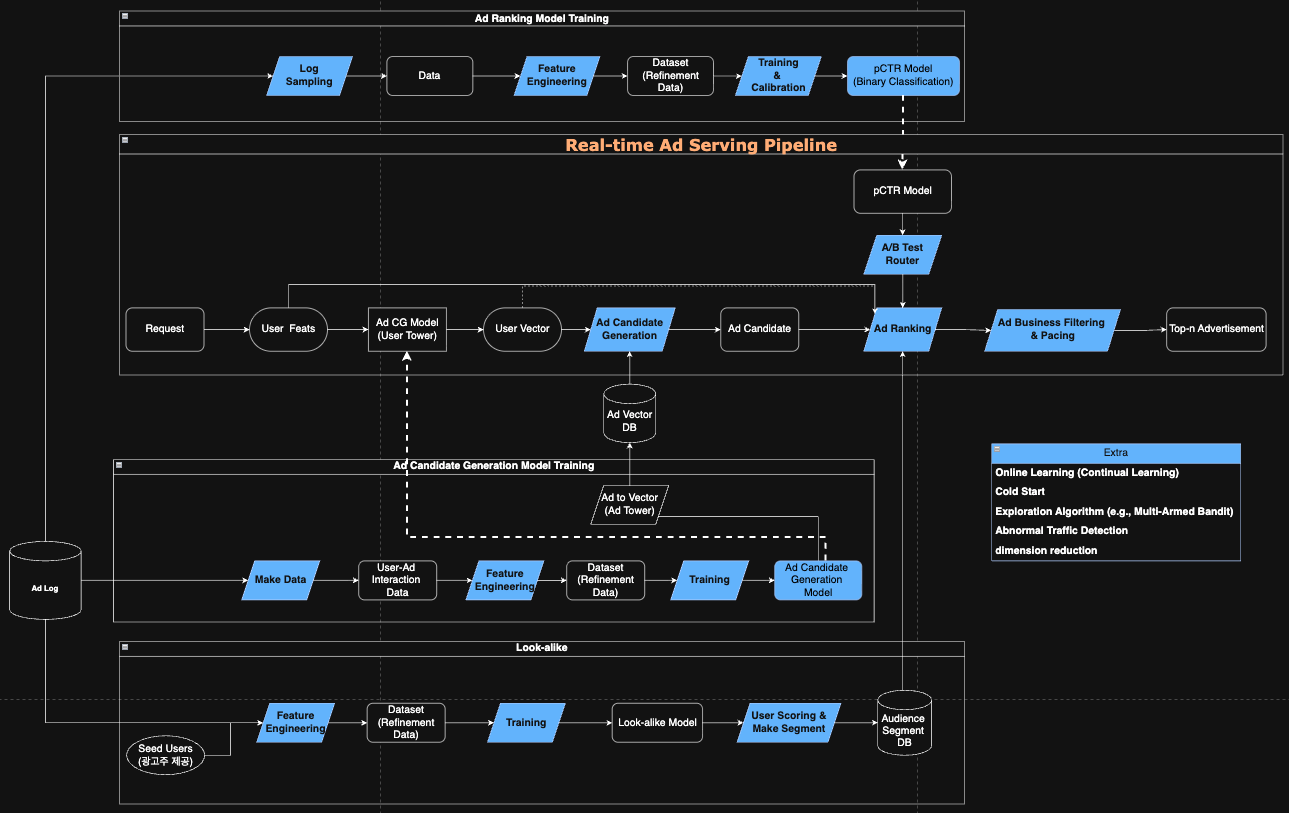 Ad Ranking Model Training
Log
Sampling
Data
Feature
Engineering
Dataset
(Refinement
Data)
Training
&
Calibration
pCTR Model
(Binary Classification)
Real-time Ad Serving Pipeline
pCTR Model
A/B Test
Router
Request
User Feats
Ad CG Model
(User Tower)
User Vector
Ad Candidate
Generation
Ad Candidate
Ad Ranking
Ad Business Filtering
& Pacing
Top-n Advertisement
Ad Vector
DB
Ad Candidate Generation Model Training
Ad to Vector
(Ad Tower)
Ad Log
Make Data
User-Ad
Interaction
Data
Feature
Engineering
Dataset
(Refinement
Data)
Training
Ad Candidate
Generation
Model
Extra
Online Learning (Continual Learning)
Cold Start
Exploration Algorithm (e.g., Multi-Armed Bandit)
Abnormal Traffic Detection
dimension reduction
Look-alike
Seed Users
(광고주 제공)
Feature
Engineering
Dataset
(Refinement
Data)
Training
Look-alike Model
User Scoring &
Make Segment
Audience
Segment
DB